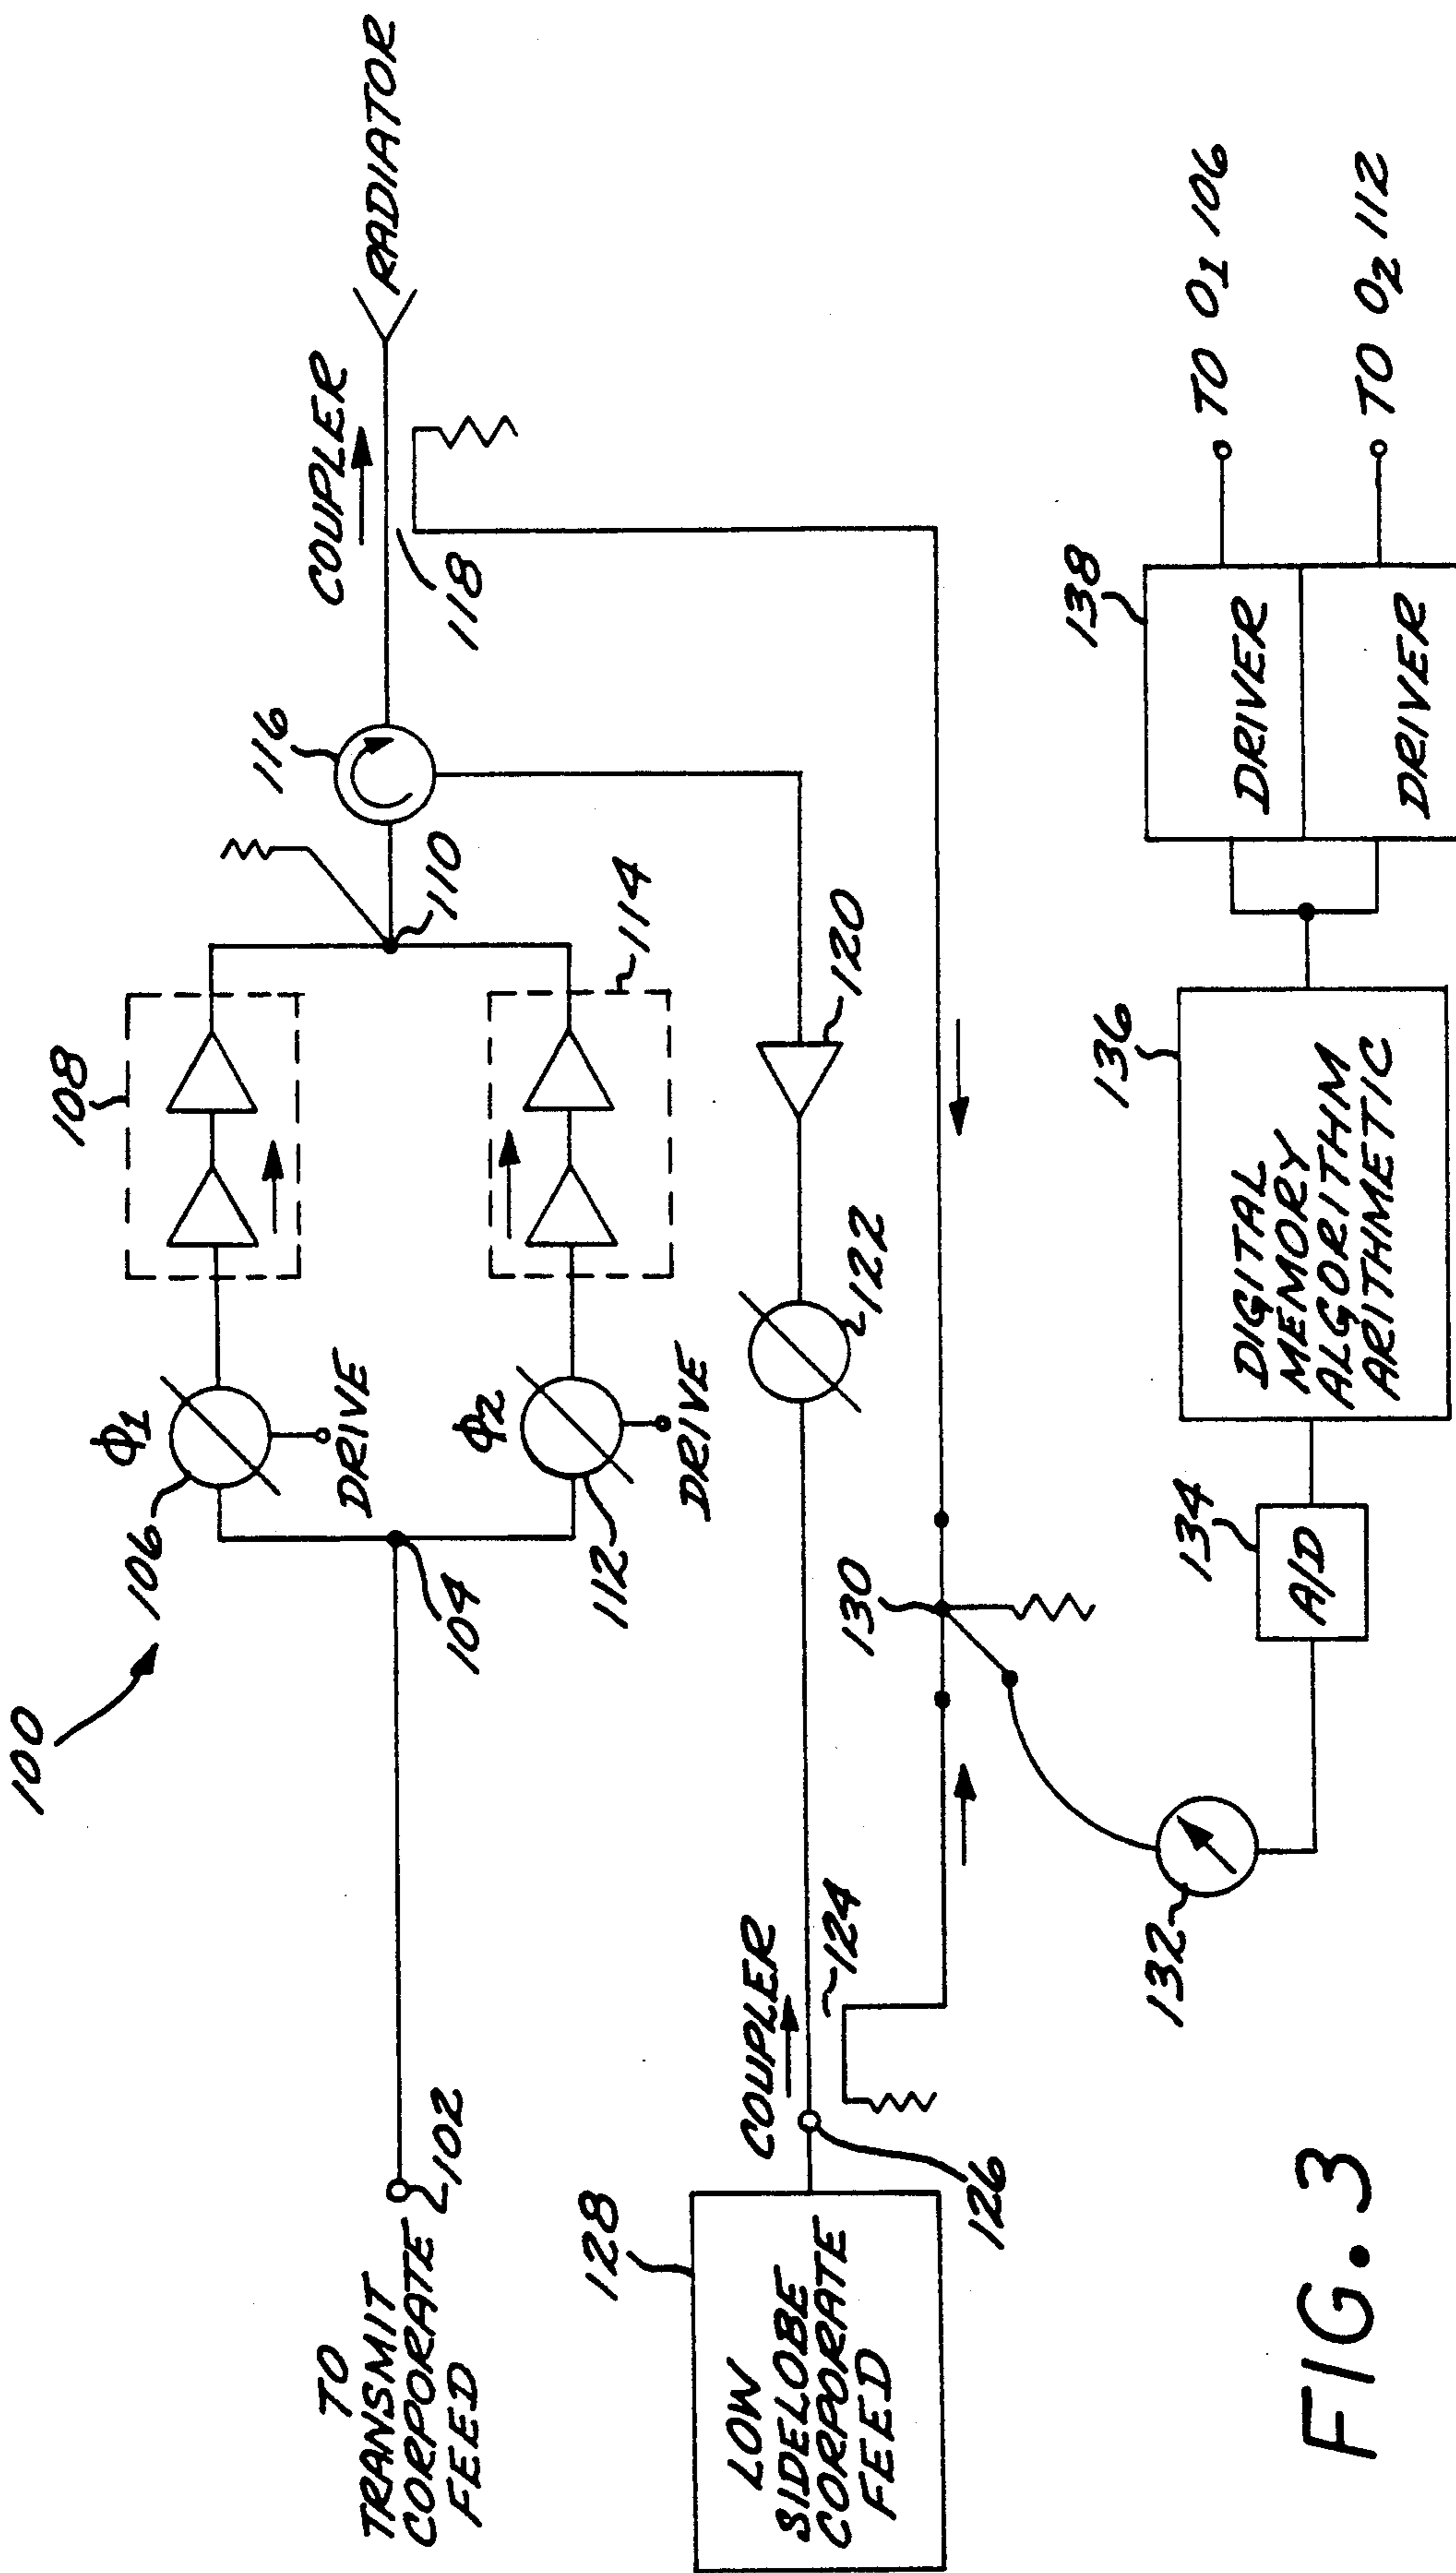 100
TO
TRANSMIT
CORPORATE
FEED
102
104
106
Φ1
DRIVE
108
110
112
Φ2
DRIVE
114
116
COUPLER
118
RADIATOR
120
122
COUPLER
124
126
128
LOW
SIDELOBE
CORPORATE
FEED
130
132
134
A/D
136
DIGITAL
MEMORY
ALGORITHM
ARITHMETIC
138
DRIVER
DRIVER
TO O1 106
TO O2 112
FIG. 3